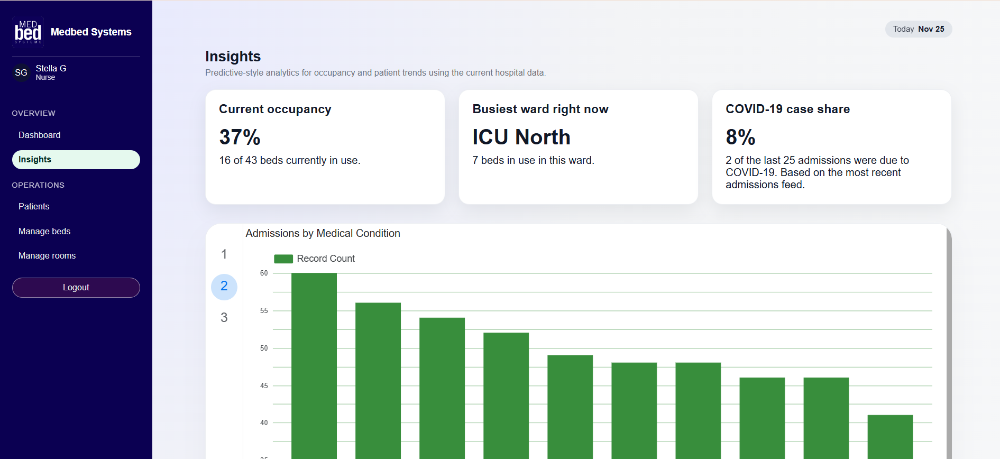 MED
bed
SYSTEMS
Medbed Systems
SG
Stella G
Nurse
OVERVIEW
Dashboard
Insights
OPERATIONS
Patients
Manage beds
Manage rooms
Logout
Today Nov 25
Insights
Predictive-style analytics for occupancy and patient trends using the current hospital data.
Current occupancy
37%
16 of 43 beds currently in use.
Busiest ward right now
ICU North
7 beds in use in this ward.
COVID-19 case share
8%
2 of the last 25 admissions were due to
COVID-19. Based on the most recent
admissions feed.
1
2
3
Admissions by Medical Condition
Record Count
60
55
50
45
40